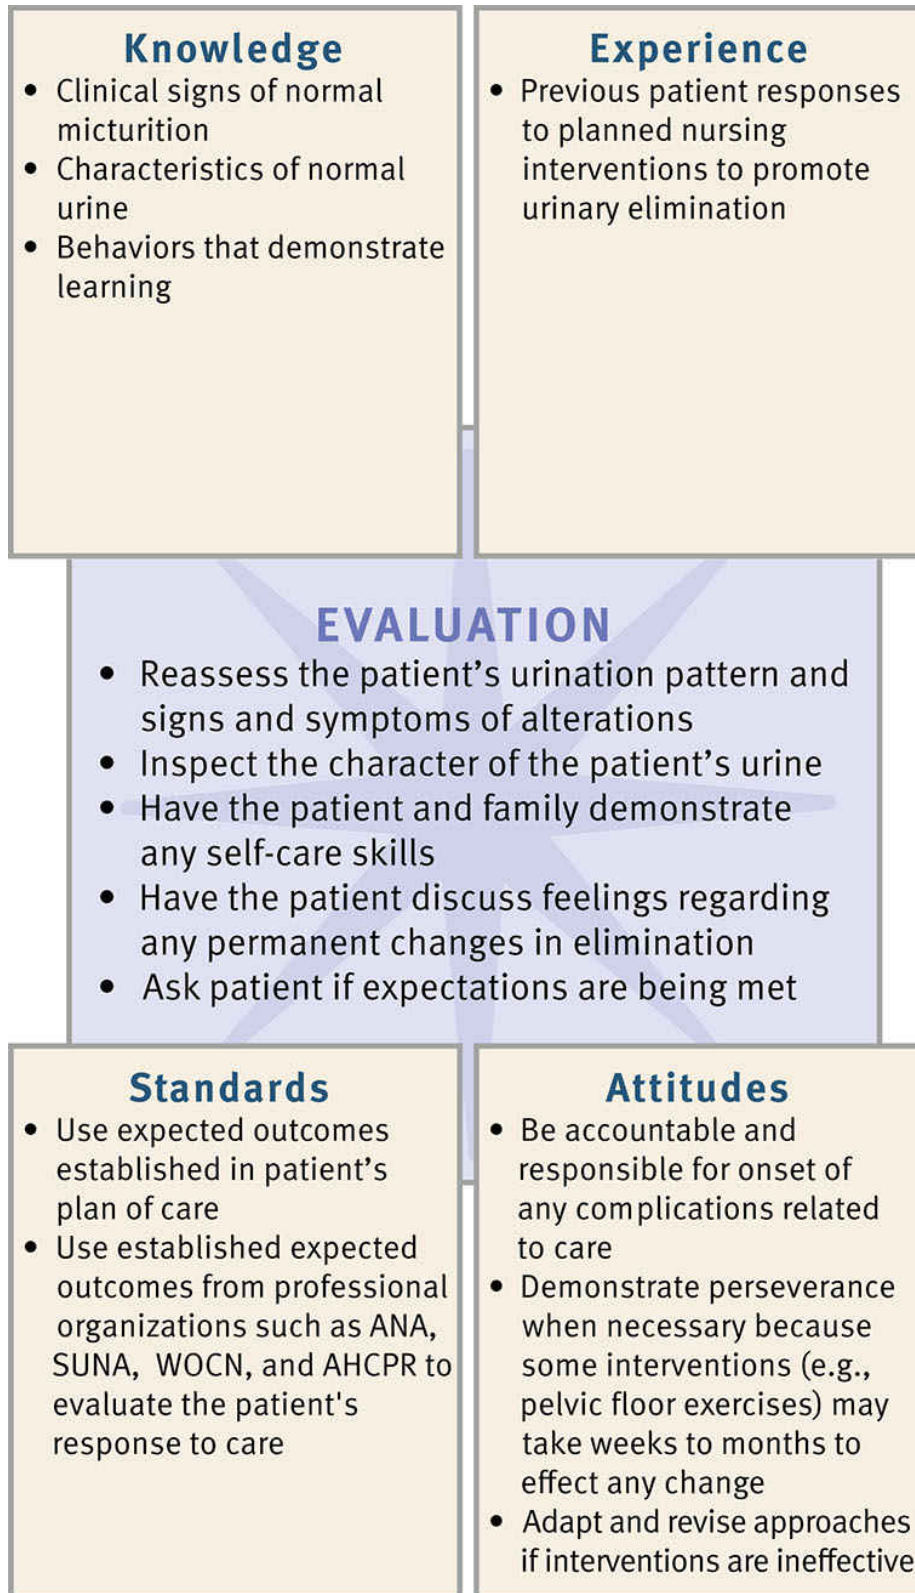 Knowledge
• Clinical signs of normal
micturition
• Characteristics of normal
urine
• Behaviors that demonstrate
learning
Experience
• Previous patient responses
to planned nursing
interventions to promote
urinary elimination
EVALUATION
• Reassess the patient’s urination pattern and
signs and symptoms of alterations
• Inspect the character of the patient’s urine
• Have the patient and family demonstrate
any self-care skills
• Have the patient discuss feelings regarding
any permanent changes in elimination
• Ask patient if expectations are being met
Standards
• Use expected outcomes
established in patient’s
plan of care
• Use established expected
outcomes from professional
organizations such as ANA,
SUNA, WOCN, and AHCPR to
evaluate the patient's
response to care
Attitudes
• Be accountable and
responsible for onset of
any complications related
to care
• Demonstrate perseverance
when necessary because
some interventions (e.g.,
pelvic floor exercises) may
take weeks to months to
effect any change
• Adapt and revise approaches
if interventions are ineffective